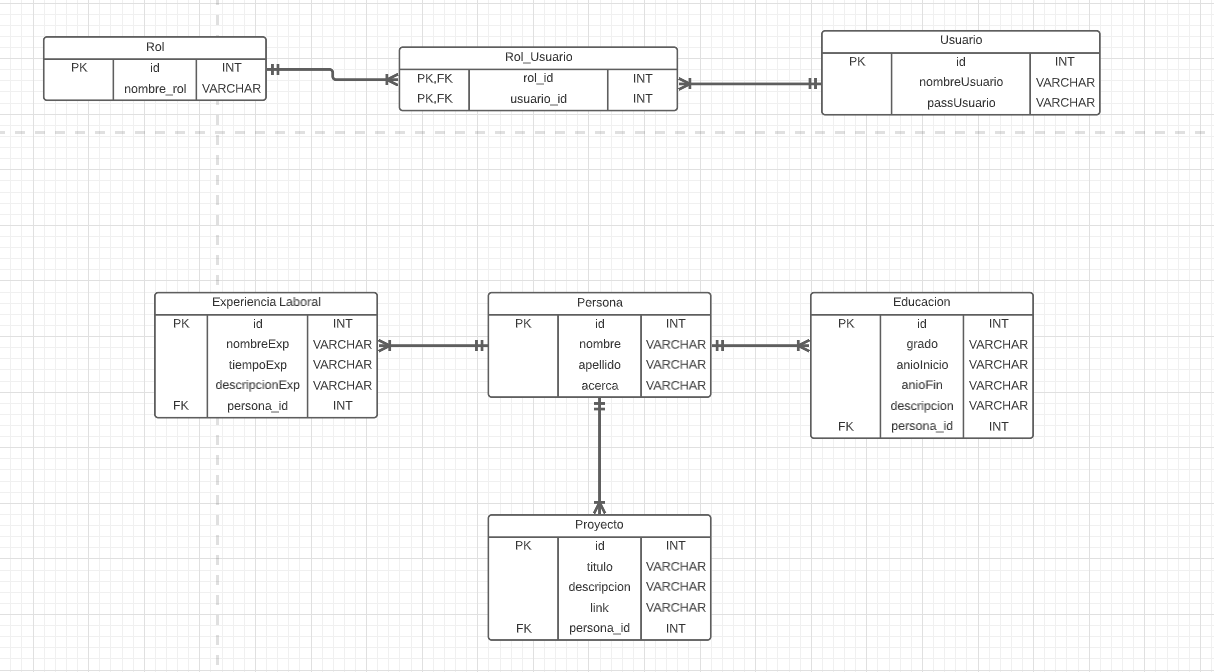 Rol
PK id INT
nombre_rol VARCHAR
Rol_Usuario
PK,FK rol_id INT
PK,FK usuario_id INT
Usuario
PK id INT
nombreUsuario VARCHAR
passUsuario VARCHAR
Experiencia Laboral
PK id INT
nombreExp VARCHAR
tiempoExp VARCHAR
descripcionExp VARCHAR
FK persona_id INT
Persona
PK id INT
nombre VARCHAR
apellido VARCHAR
acerca VARCHAR
Educacion
PK id INT
grado VARCHAR
anioInicio VARCHAR
anioFin VARCHAR
descripcion VARCHAR
FK persona_id INT
Proyecto
PK id INT
titulo VARCHAR
descripcion VARCHAR
link VARCHAR
FK persona_id INT